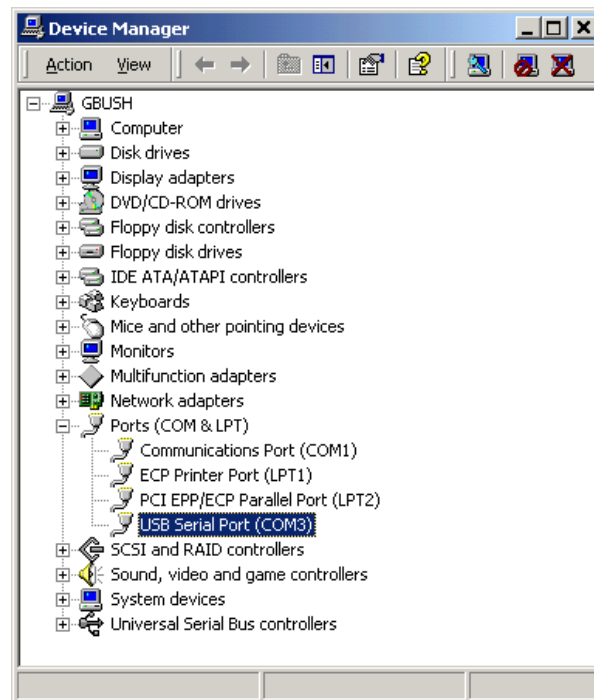 Device Manager
Action View
GBUSH
Computer
Disk drives
Display adapters
DVD/CD-ROM drives
Floppy disk controllers
Floppy disk drives
IDE ATA/ATAPI controllers
Keyboards
Mice and other pointing devices
Monitors
Multifunction adapters
Network adapters
Ports (COM & LPT)
Communications Port (COM1)
ECP Printer Port (LPT1)
PCI EPP/ECP Parallel Port (LPT2)
USB Serial Port (COM3)
SCSI and RAID controllers
Sound, video and game controllers
System devices
Universal Serial Bus controllers